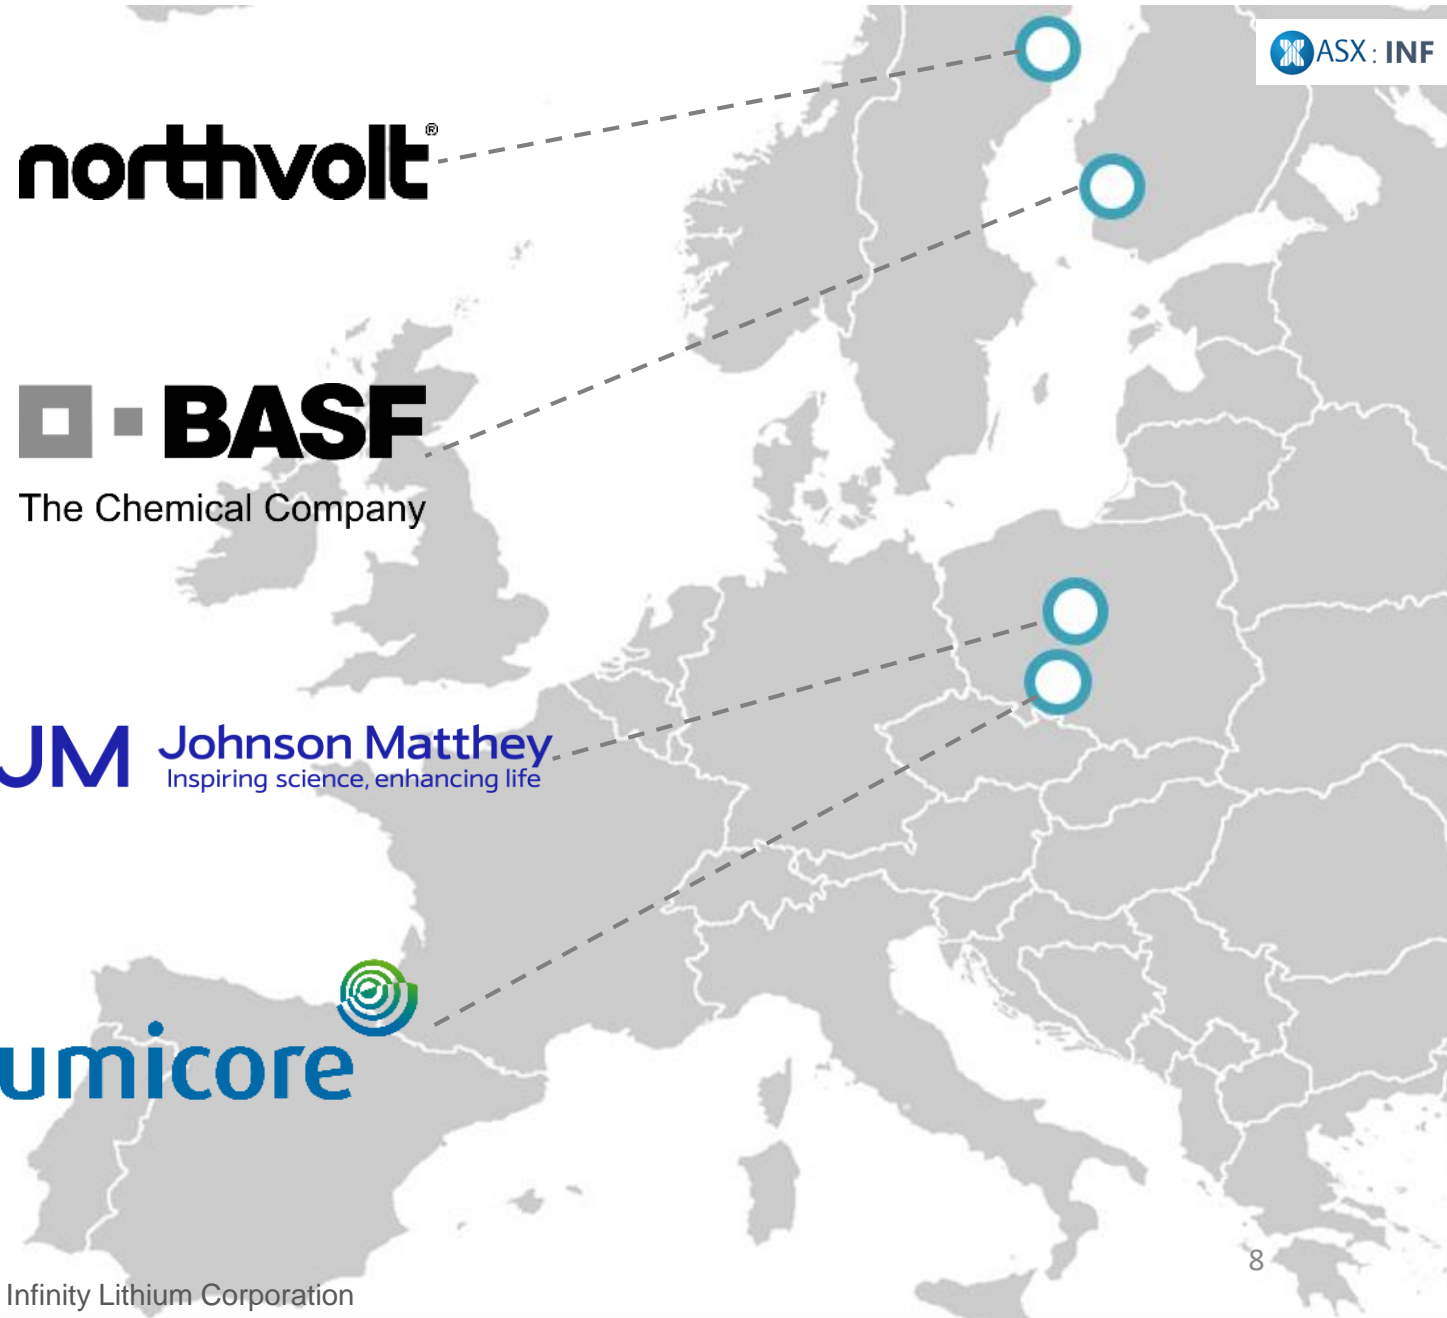 ASX : INF
northvolt®
BASF
The Chemical Company
JM Johnson Matthey
Inspiring science, enhancing life
umicore
8
Infinity Lithium Corporation